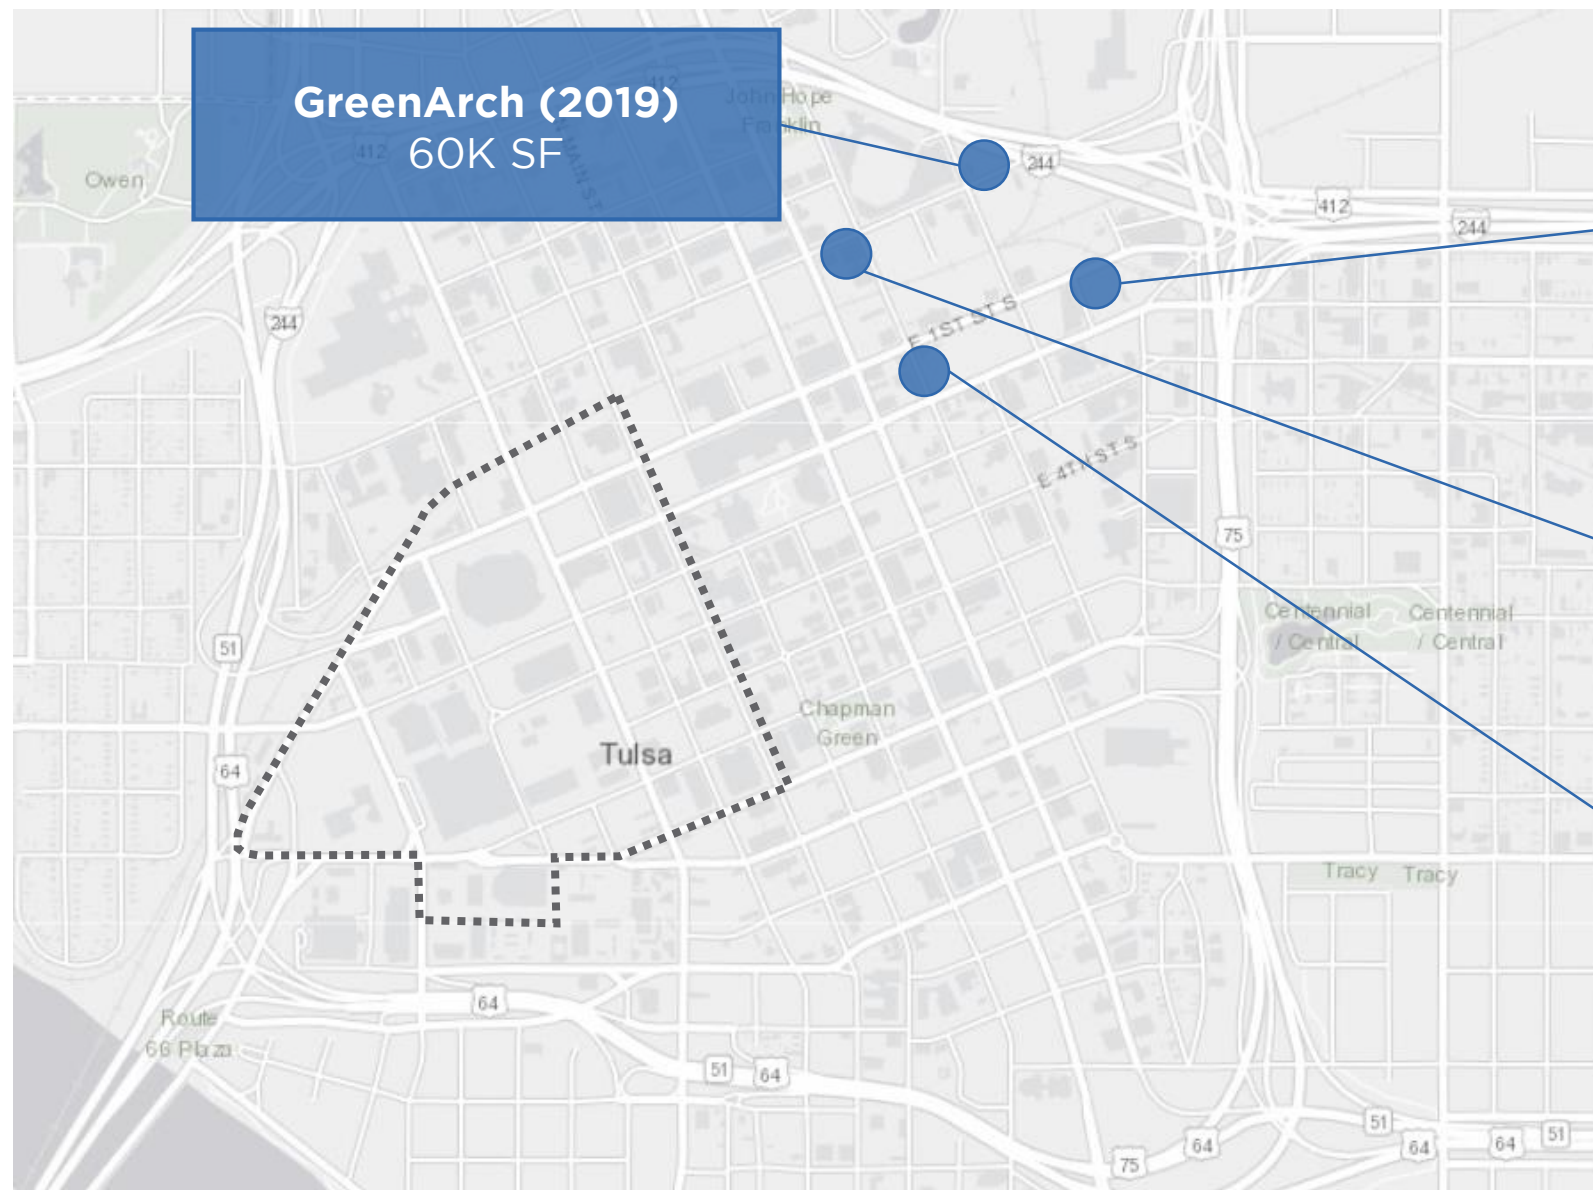 GreenArch (2019)
60K SF
412
John Hope
Franklin
412
N MAIN ST
244
Owen
412
244
244
E 1ST ST S
E 4TH ST S
75
Centennial
/ Central
Centennial
/ Central
51
Chapman
Green
Tulsa
64
Tracy
Tracy
64
Route
66 Plaza
51
64
51
64
64
51
75
64